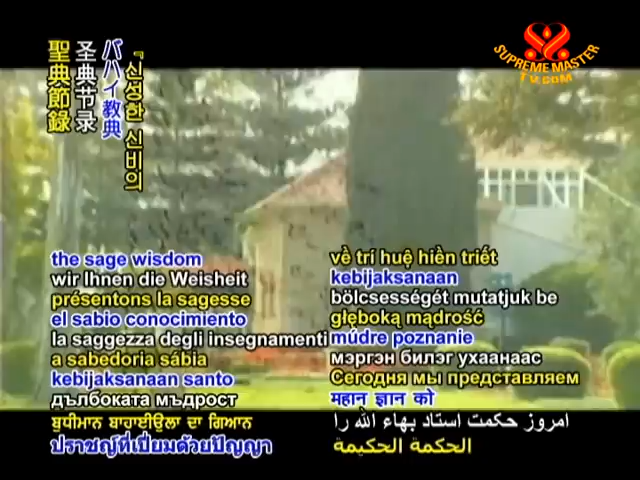 SUPREME MASTER
TV.COM
『신성한 신비의
バハイ教典
圣典节录
聖典節錄
the sage wisdom
wir Ihnen die Weisheit
présentons la sagesse
el sabio conocimiento
la saggezza degli insegnamenti
a sabedoria sábia
kebijaksanaan santo
дълбоката мъдрост
ਬੁਧੀਮਾਨ ਬਾਹਾਈਉਲਾ ਦਾ ਗਿਆਨ
ปราชญ์ที่เปี่ยมด้วยปัญญา
về trí huệ hiền triết
kebijaksanaan
bölcsességét mutatjuk be
głęboką mądrość
múdre poznanie
мэргэн билэг ухаанаас
Сегодня мы представляем
महान ज्ञान को
امروز حکمت استاد بهاء الله را
الحكمة الحكيمة